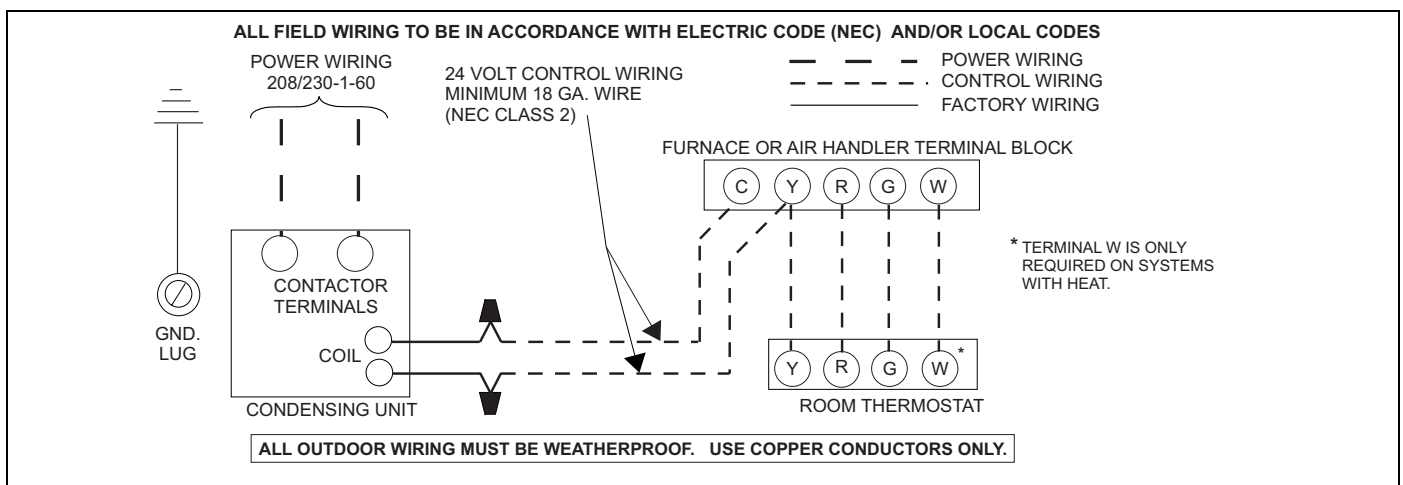 ALL FIELD WIRING TO BE IN ACCORDANCE WITH ELECTRIC CODE (NEC) AND/OR LOCAL CODES
POWER WIRING
208/230-1-60
24 VOLT CONTROL WIRING
MINIMUM 18 GA. WIRE
(NEC CLASS 2)
POWER WIRING
CONTROL WIRING
FACTORY WIRING
FURNACE OR AIR HANDLER TERMINAL BLOCK
C Y R G W
* TERMINAL W IS ONLY
REQUIRED ON SYSTEMS
WITH HEAT.
CONTACTOR
TERMINALS
GND.
LUG
COIL
CONDENSING UNIT
Y R G W *
ROOM THERMOSTAT
ALL OUTDOOR WIRING MUST BE WEATHERPROOF. USE COPPER CONDUCTORS ONLY.